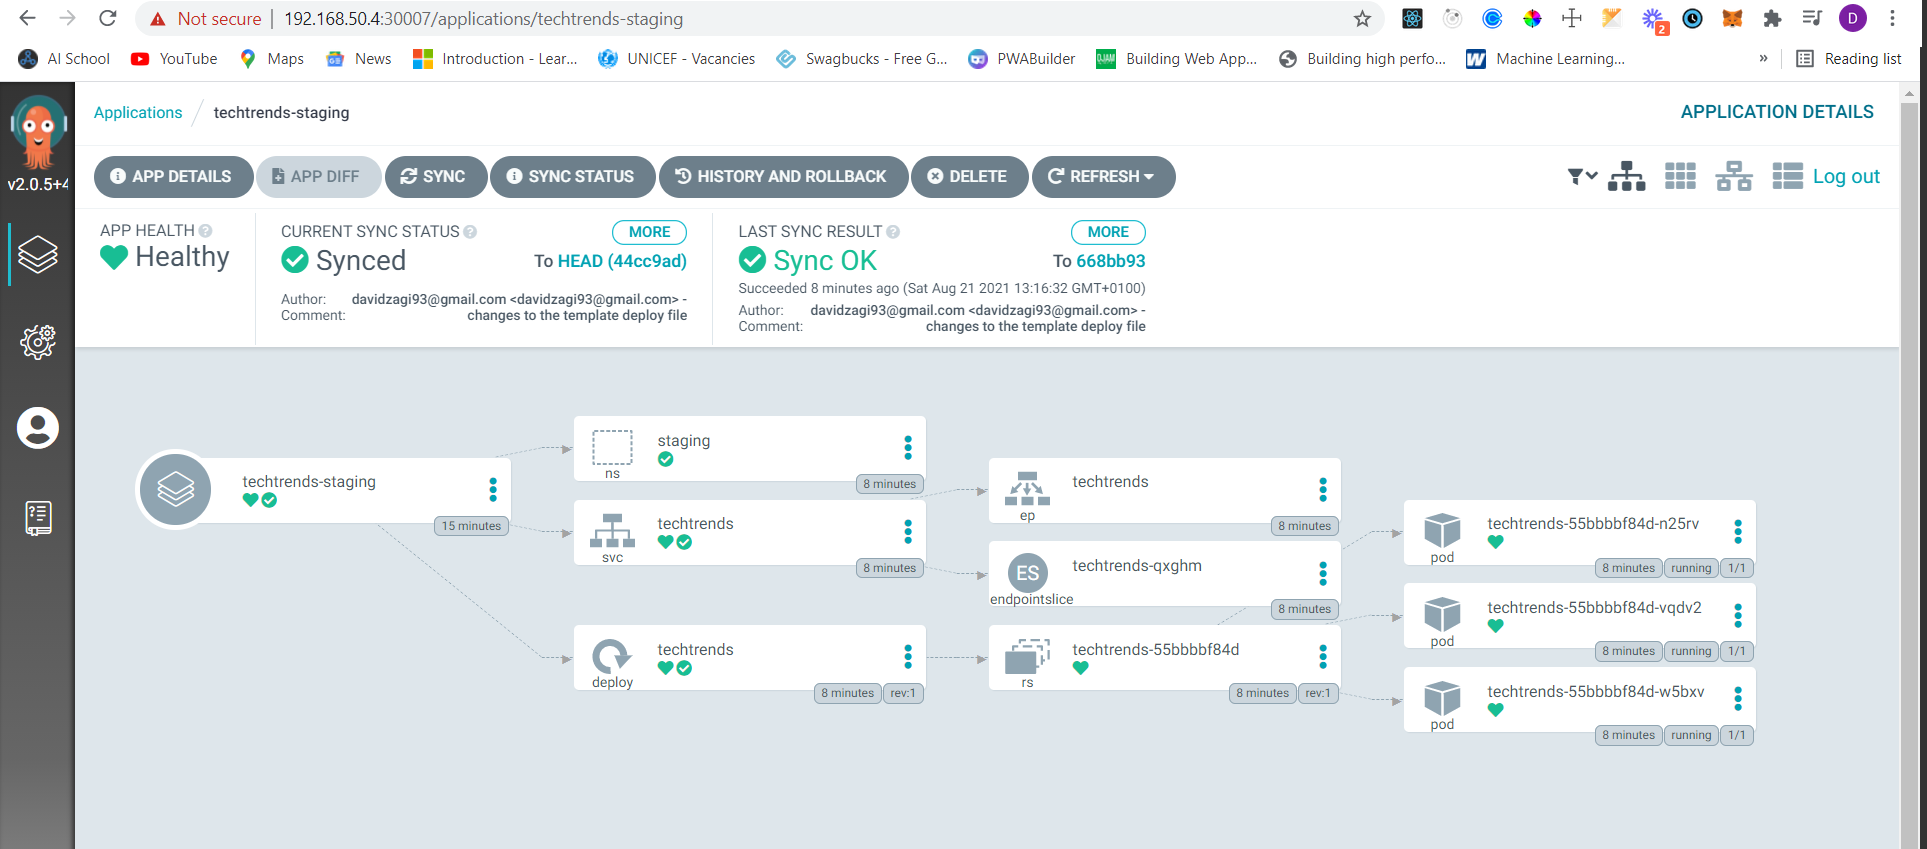 Not secure | 192.168.50.4:30007/applications/techtrends-staging
2
D
AI School YouTube Maps News Introduction - Lear... UNICEF - Vacancies Swagbucks - Free G... PWABuilder Building Web App... Building high perfo... Machine Learning... » Reading list
v2.0.5+4
Applications / techtrends-staging
APPLICATION DETAILS
APP DETAILS APP DIFF SYNC SYNC STATUS HISTORY AND ROLLBACK DELETE REFRESH
Log out
APP HEALTH
Healthy
CURRENT SYNC STATUS MORE
Synced To HEAD (44cc9ad)
Author: davidzagi93@gmail.com <davidzagi93@gmail.com> -
Comment: changes to the template deploy file
LAST SYNC RESULT MORE
Sync OK To 668bb93
Succeeded 8 minutes ago (Sat Aug 21 2021 13:16:32 GMT+0100)
Author: davidzagi93@gmail.com <davidzagi93@gmail.com> -
Comment: changes to the template deploy file
techtrends-staging
15 minutes
staging
ns
8 minutes
techtrends
svc
8 minutes
techtrends
deploy
8 minutes rev:1
techtrends
ep
8 minutes
ES
techtrends-qxghm
endpointslice
8 minutes
techtrends-55bbbbf84d
rs
8 minutes rev:1
techtrends-55bbbbf84d-n25rv
pod
8 minutes running 1/1
techtrends-55bbbbf84d-vqdv2
pod
8 minutes running 1/1
techtrends-55bbbbf84d-w5bxv
pod
8 minutes running 1/1